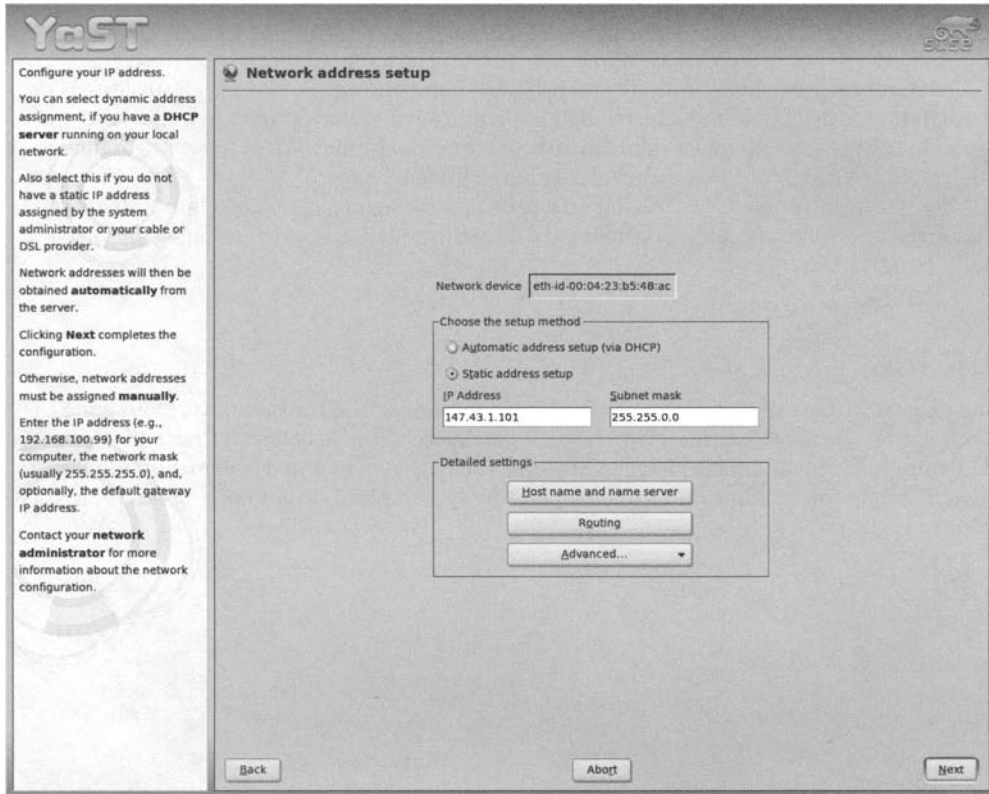 YaST
SUSE
Configure your IP address.
You can select dynamic address
assignment, if you have a DHCP
server running on your local
network.
Also select this if you do not
have a static IP address
assigned by the system
administrator or your cable or
DSL provider.
Network addresses will then be
obtained automatically from
the server.
Clicking Next completes the
configuration.
Otherwise, network addresses
must be assigned manually.
Enter the IP address (e.g.,
192.168.100.99) for your
computer, the network mask
(usually 255.255.255.0), and,
optionally, the default gateway
IP address.
Contact your network
administrator for more
information about the network
configuration.
Network address setup
Network device eth-id-00:04:23:b5:48:ac
Choose the setup method
Automatic address setup (via DHCP)
Static address setup
IP Address Subnet mask
147.43.1.101 255.255.0.0
Detailed settings
Host name and name server
Routing
Advanced...
Back Abort Next